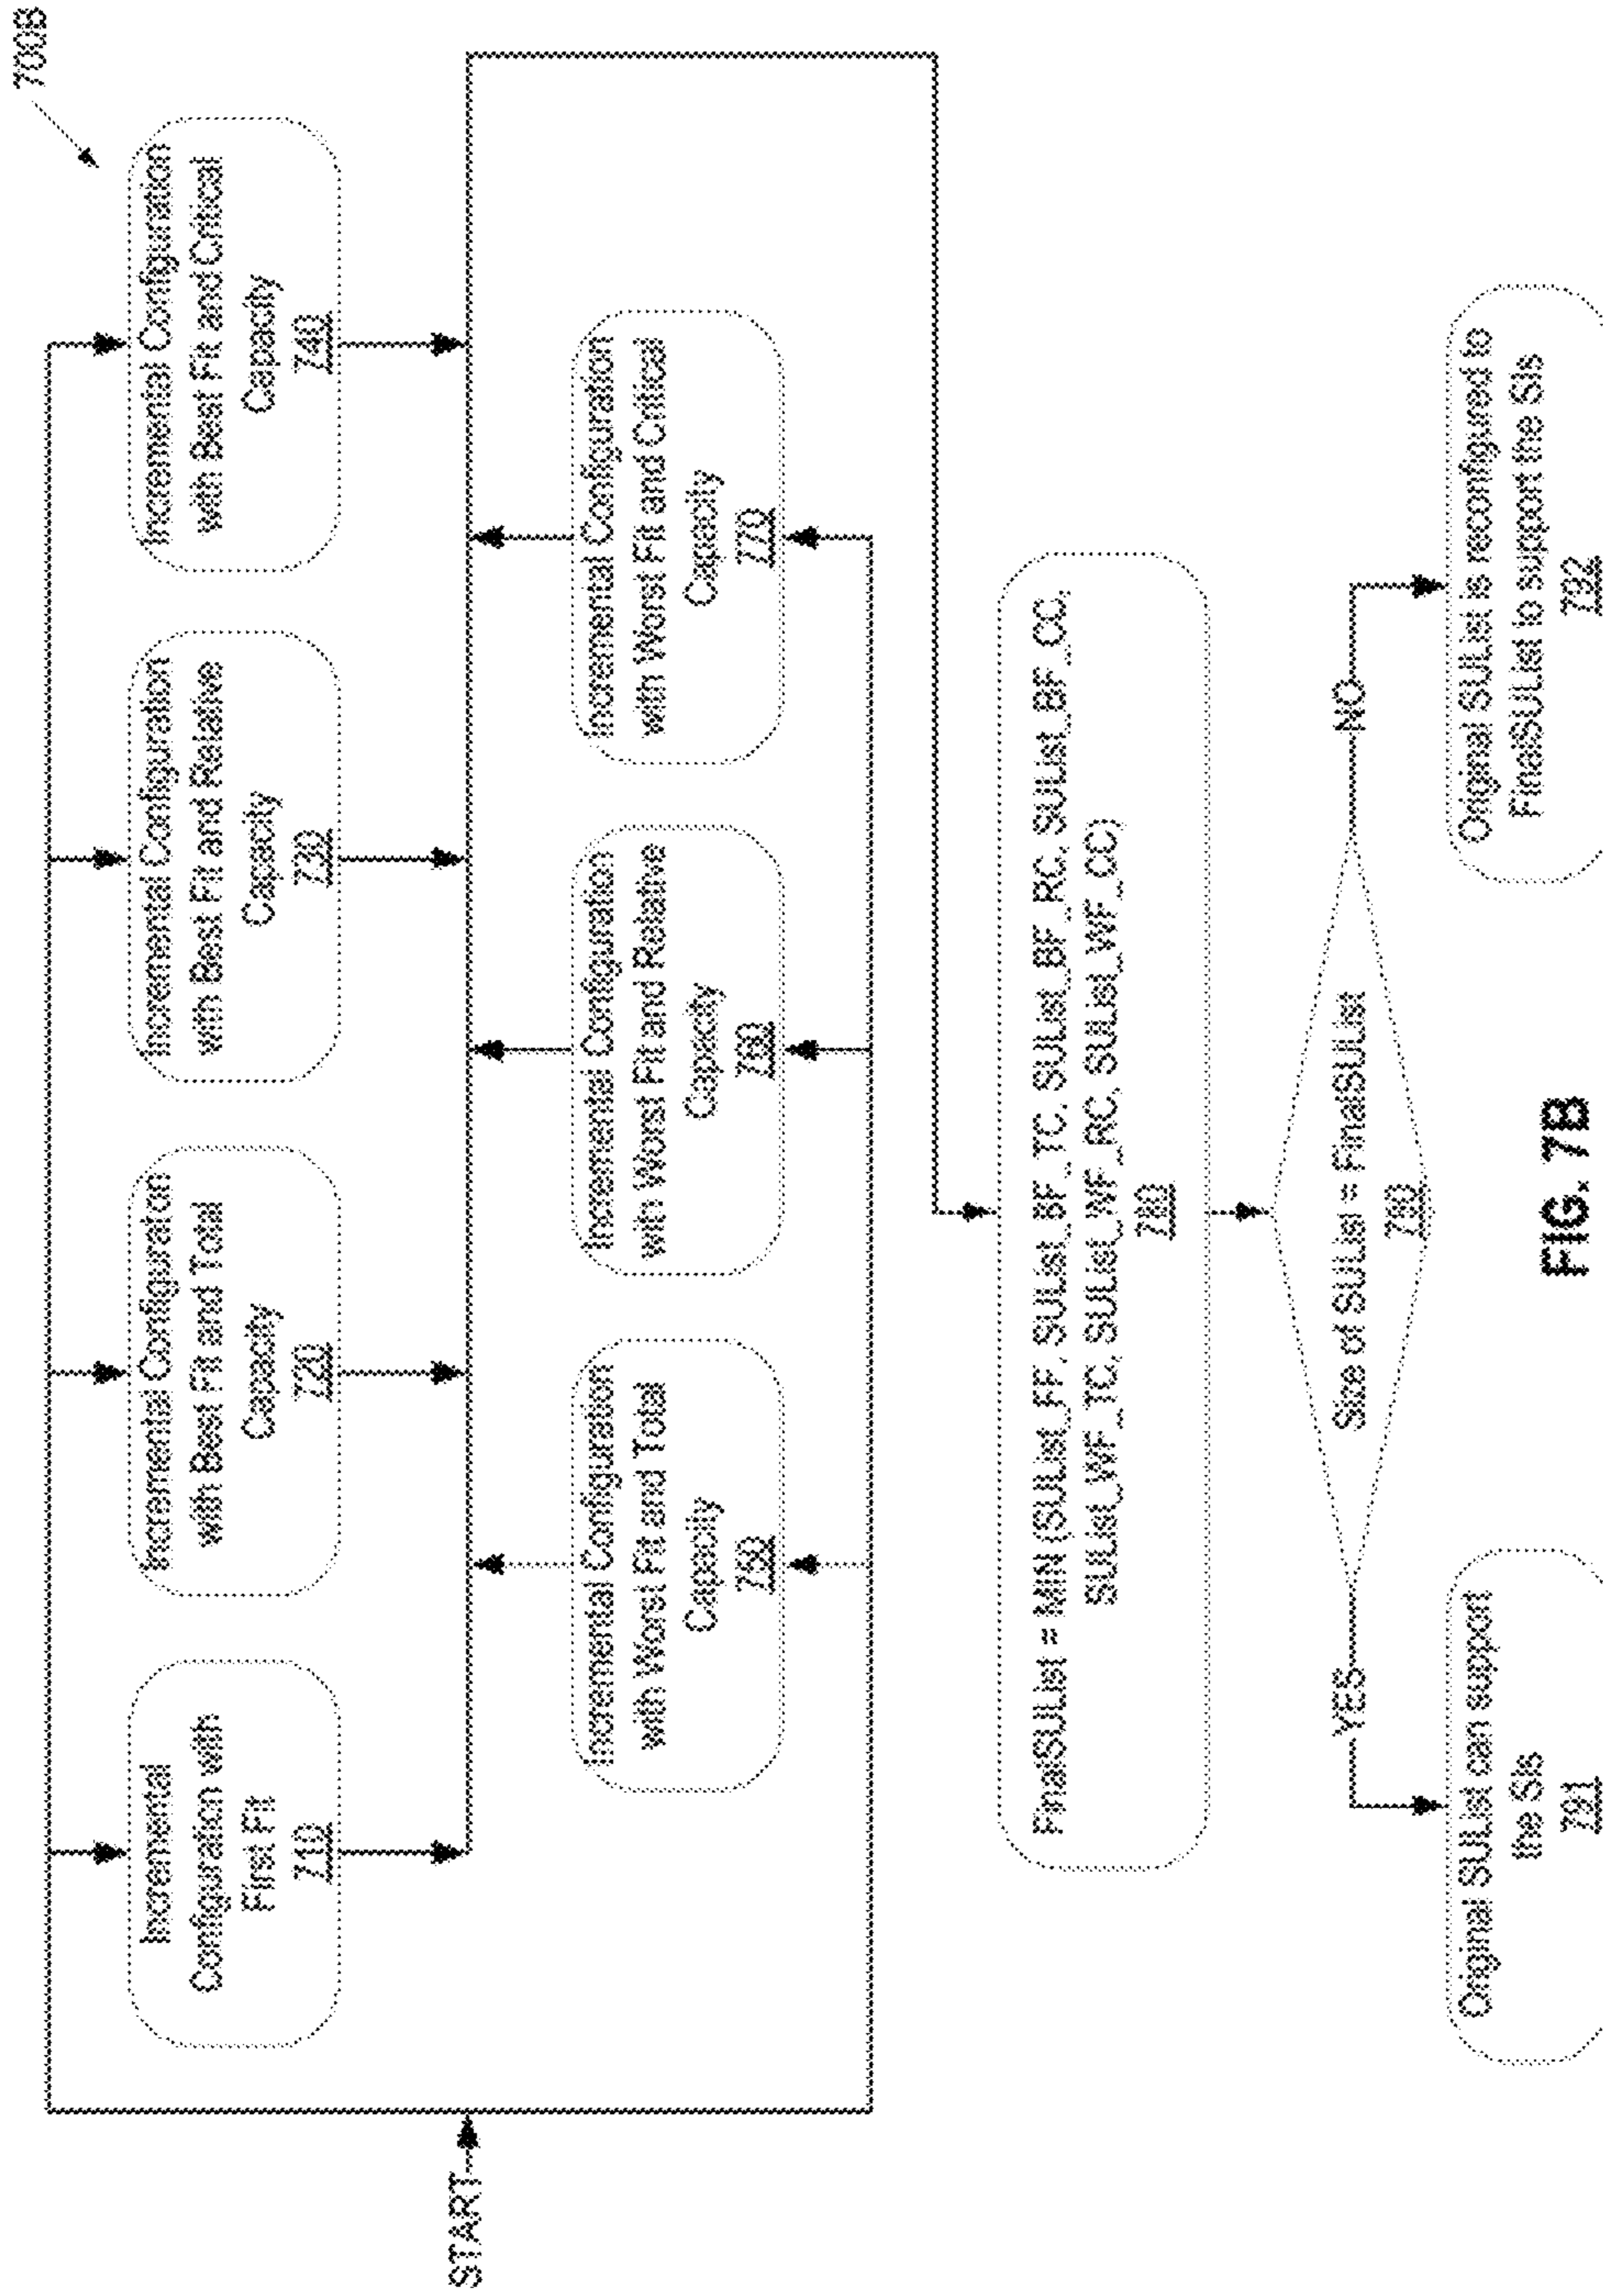 700B
START
Incremental
Configuration with
First Fit
710
Incremental Configuration
with Best Fit and Total
Capacity
720
Incremental Configuration
with Best Fit and Relative
Capacity
730
Incremental Configuration
with Best Fit and Critical
Capacity
740
Incremental Configuration
with Worst Fit and Total
Capacity
750
Incremental Configuration
with Worst Fit and Relative
Capacity
760
Incremental Configuration
with Worst Fit and Critical
Capacity
770
FinalSUList = MIN (SUList_FF, SUList_BF_TC, SUList_BF_RC, SUList_BF_CC,
SUList_WF_TC, SUList_WF_RC, SUList_WF_CC)
780
Size of SUList = FinalSUList
790
YES
NO
Original SUList can support
the SIs
791
Original SUList is reconfigured to
FinalSUList to support the SIs
792
FIG. 7B